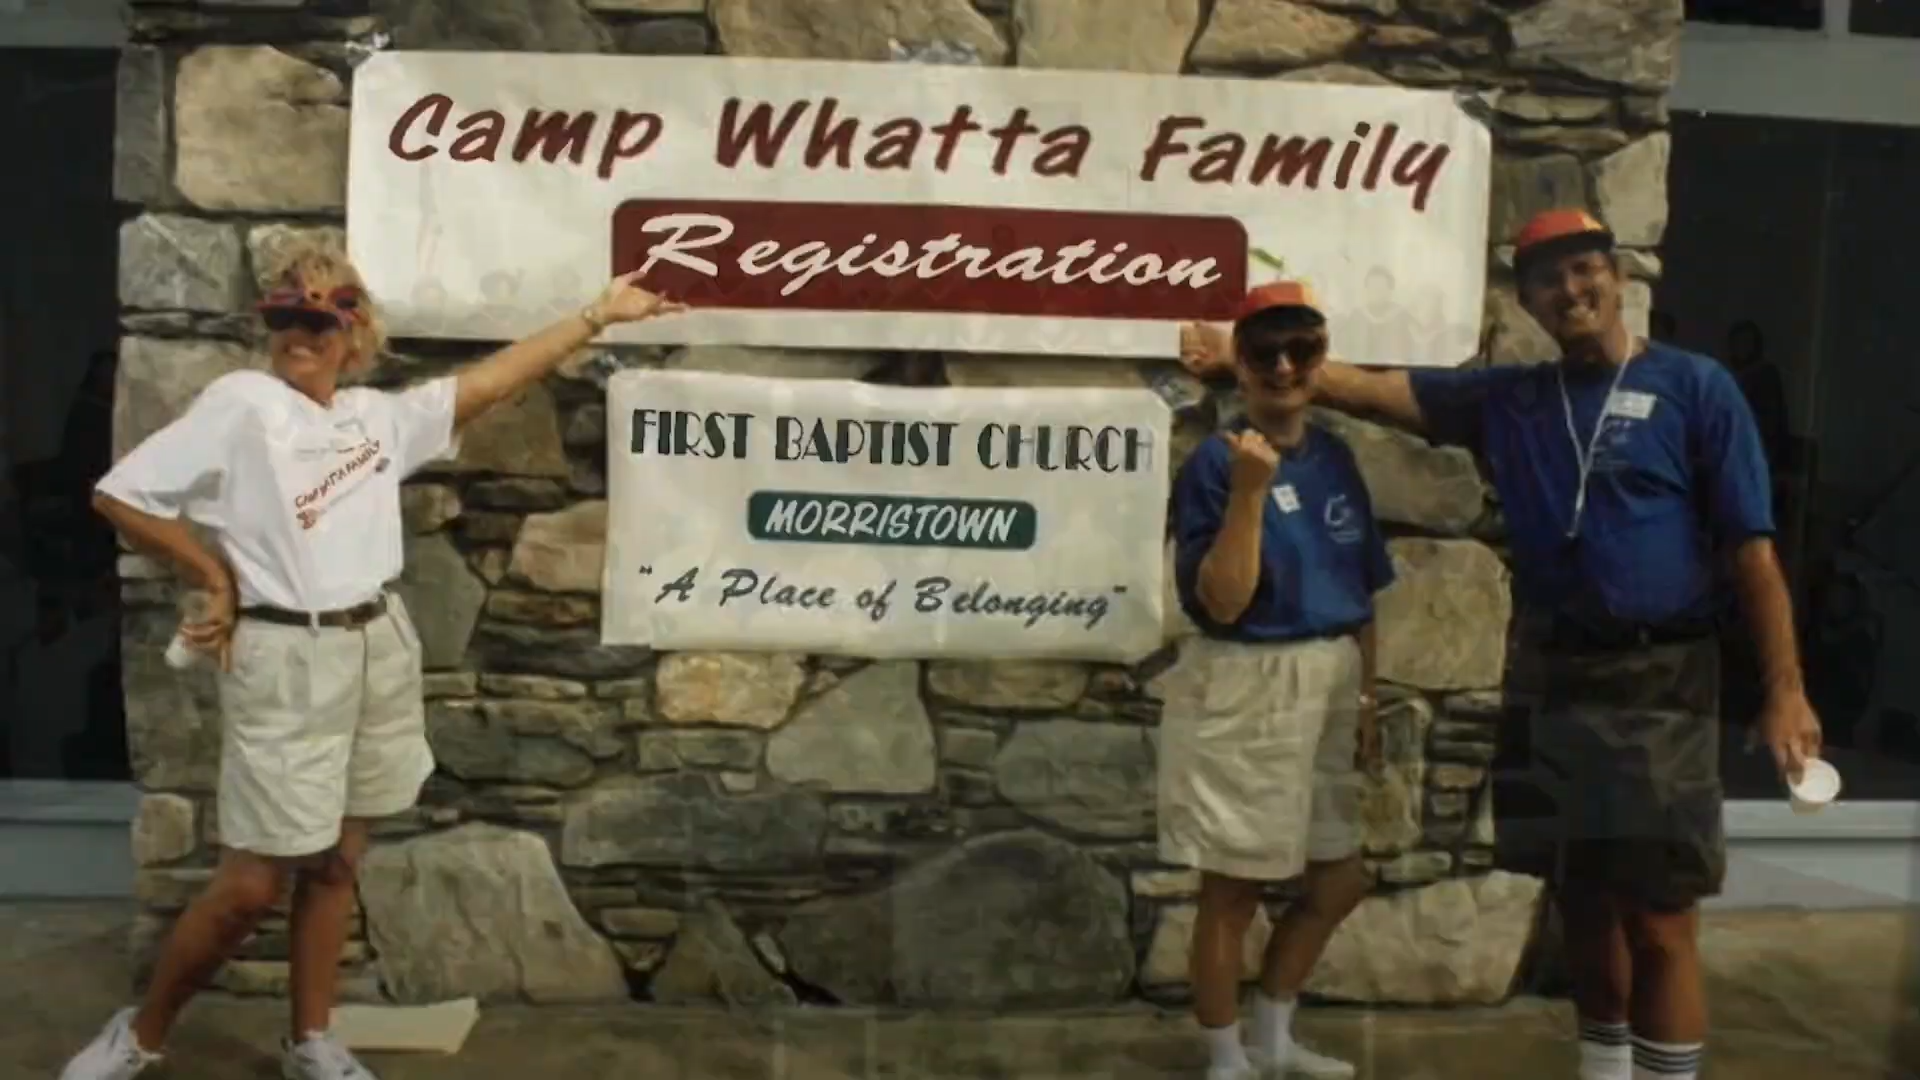 Camp Whatta Family
Registration
FIRST BAPTIST CHURCH
MORRISTOWN
"A Place of Belonging"